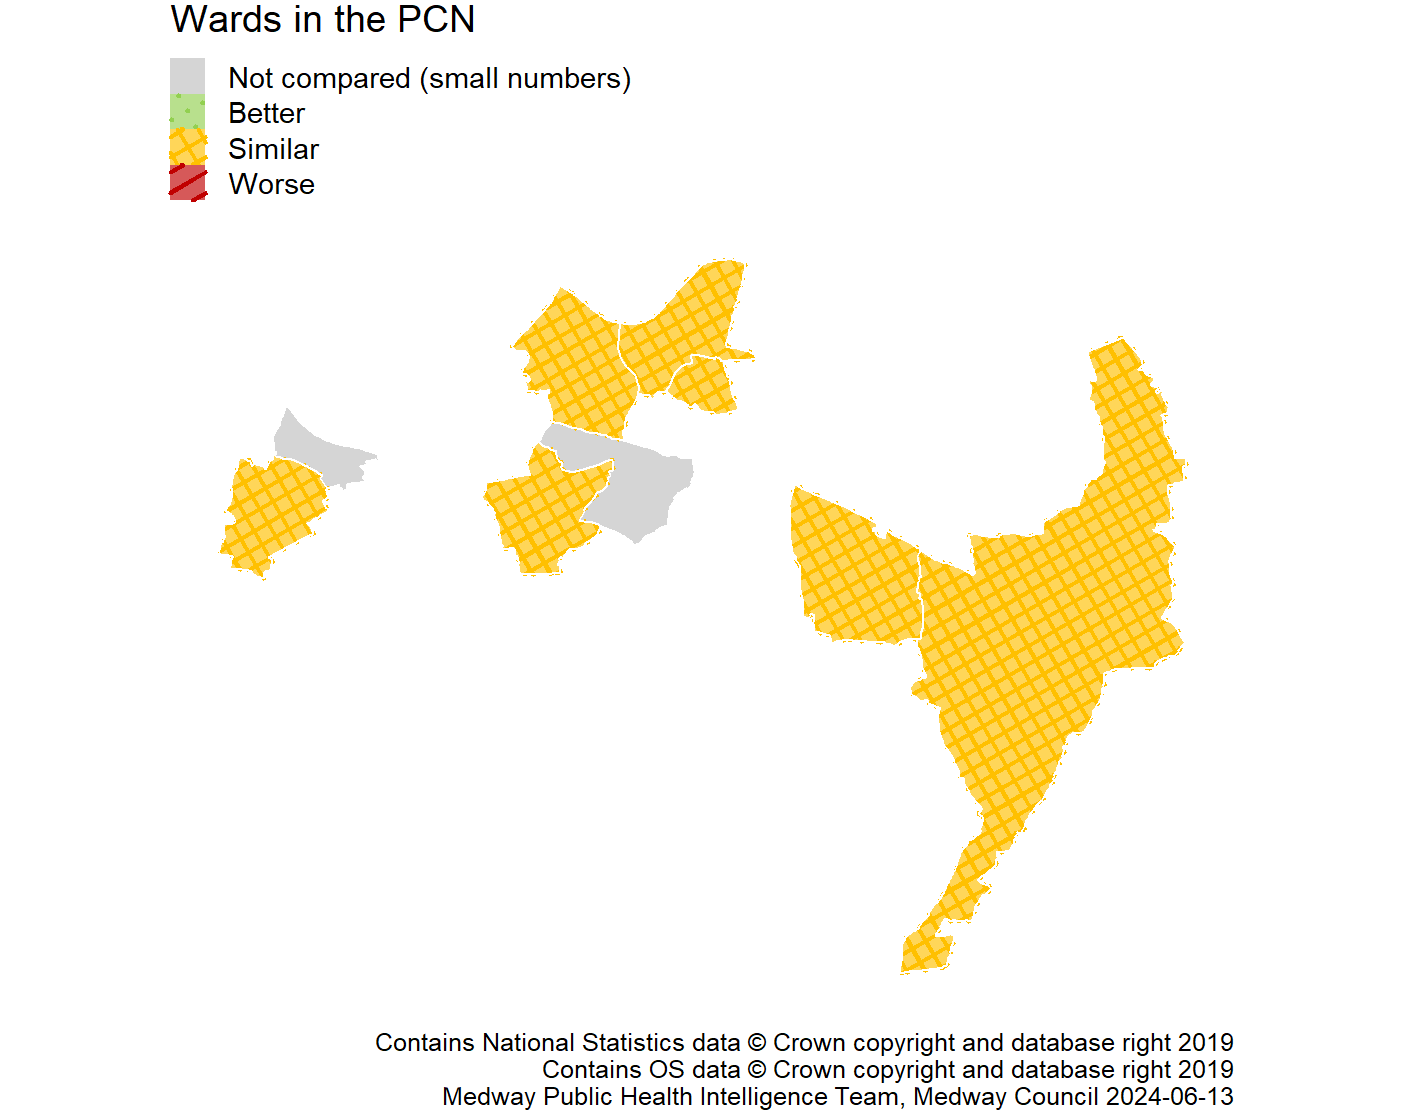 Wards in the PCN
Not compared (small numbers)
Better
Similar
Worse
Contains National Statistics data © Crown copyright and database right 2019
Contains OS data © Crown copyright and database right 2019
Medway Public Health Intelligence Team, Medway Council 2024-06-13